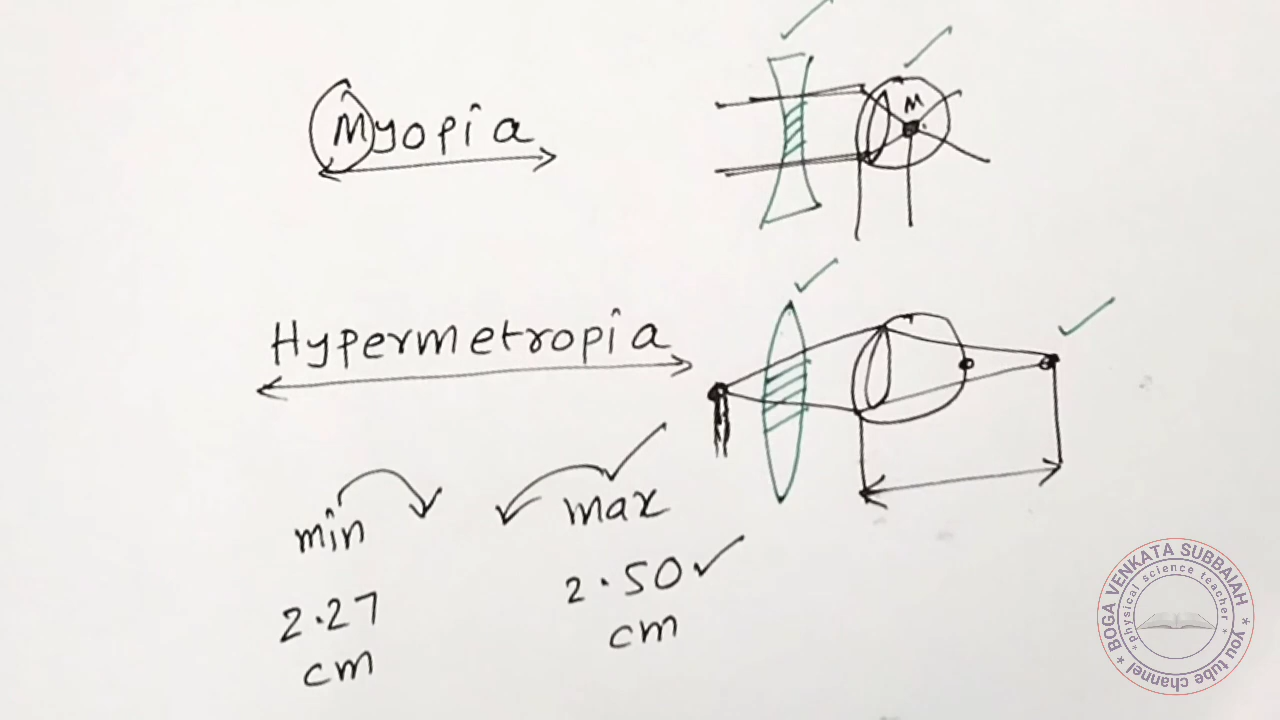 Myopia
M
Hypermetropia
min
max
2.27
2.50
cm
cm
* BOGA VENKATA SUBBAIAH * you tube channel
* physical science teacher *